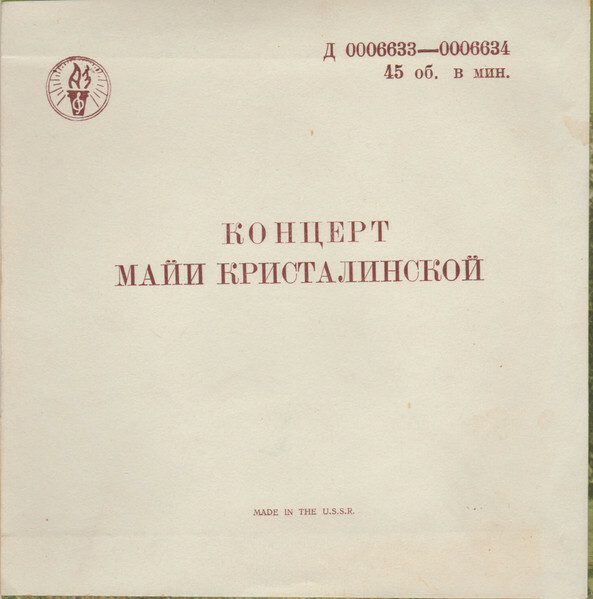 Д 0006633—0006634
45 об. в мин.
КОНЦЕРТ
МАЙИ КРИСТАЛИНСКОЙ
MADE IN THE U.S.S.R.